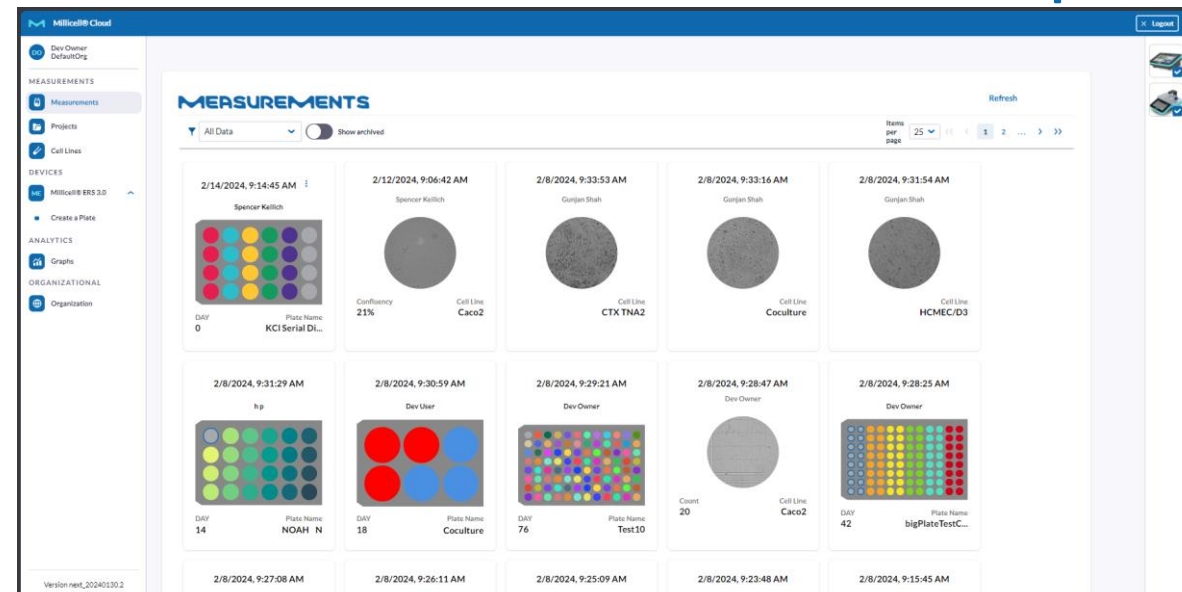 Millicell® Cloud
× Logout
DO
Dev Owner
DefaultOrg
MEASUREMENTS
Measurements
Projects
Cell Lines
DEVICES
ME Millicell® ERS 3.0
Create a Plate
ANALYTICS
Graphs
ORGANIZATIONAL
Organization
Version next_20240130.2
MEASUREMENTS
Refresh
All Data
Show archived
Items
per
page
25
1 2 ...
2/14/2024, 9:14:45 AM
Spencer Kellich
DAY Plate Name
0 KCl Serial Di...
2/12/2024, 9:06:42 AM
Spencer Kellich
Confluency Cell Line
21% Caco2
2/8/2024, 9:33:53 AM
Gunjan Shah
Cell Line
CTX TNA2
2/8/2024, 9:33:16 AM
Gunjan Shah
Cell Line
Coculture
2/8/2024, 9:31:54 AM
Gunjan Shah
Cell Line
HCMEC/D3
2/8/2024, 9:31:29 AM
h p
DAY Plate Name
14 NOAH N
2/8/2024, 9:30:59 AM
Dev User
DAY Plate Name
18 Coculture
2/8/2024, 9:29:21 AM
Dev Owner
DAY Plate Name
76 Test10
2/8/2024, 9:28:47 AM
Dev Owner
Count Cell Line
20 Caco2
2/8/2024, 9:28:25 AM
Dev Owner
DAY Plate Name
42 bigPlateTestC...
2/8/2024, 9:27:08 AM
2/8/2024, 9:26:11 AM
2/8/2024, 9:25:09 AM
2/8/2024, 9:23:48 AM
2/8/2024, 9:15:45 AM